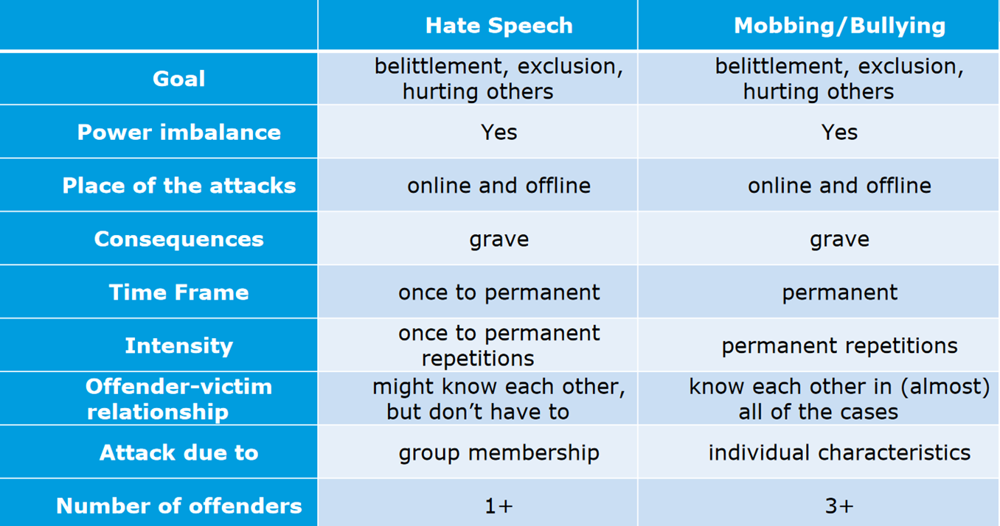 Hate Speech
Mobbing/Bullying
Goal
belittlement, exclusion,
hurting others
belittlement, exclusion,
hurting others
Power imbalance
Yes
Yes
Place of the attacks
online and offline
online and offline
Consequences
grave
grave
Time Frame
once to permanent
permanent
Intensity
once to permanent
repetitions
permanent repetitions
Offender-victim
relationship
might know each other,
but don’t have to
know each other in (almost)
all of the cases
Attack due to
group membership
individual characteristics
Number of offenders
1+
3+